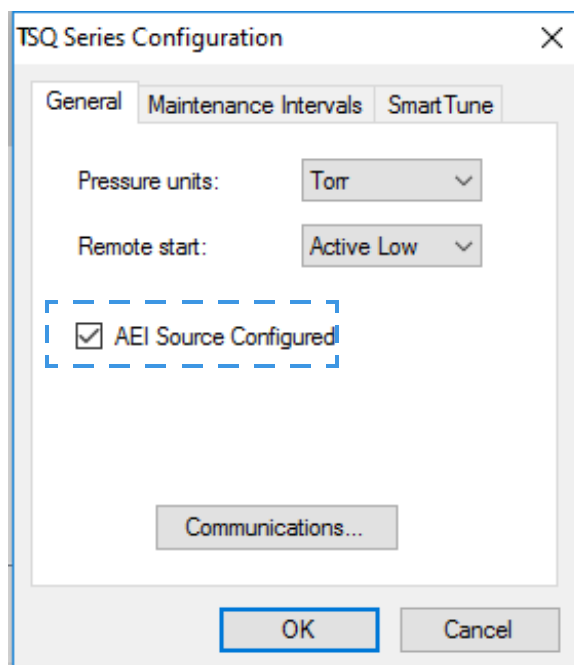 TSQ Series Configuration
General Maintenance Intervals SmartTune
Pressure units: Torr
Remote start: Active Low
AEI Source Configured
Communications...
OK Cancel